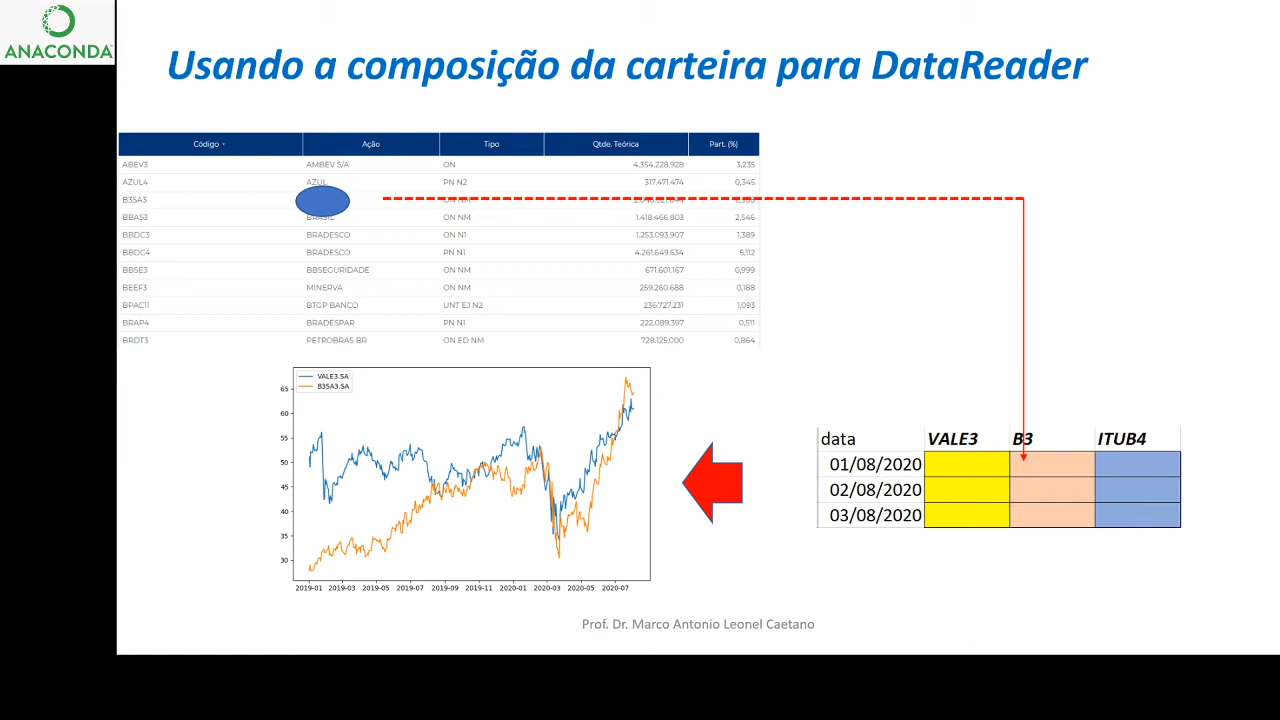 ANACONDA
Usando a composição da carteira para DataReader
Código Ação Tipo Qtde. Teórica Part. (%)
ABEV3 AMBEV S/A ON 4.354.228.928 3,235
AZUL4 AZUL PN N2 317.471.474 0,345
B3SA3
BBAS3 BRASIL ON NM 1.418.466.803 2,546
BBDC3 BRADESCO ON N1 1.253.093.907 1,389
BBDC4 BRADESCO PN N1 4.261.649.634 5,112
BBSE3 BBSEGURIDADE ON NM 671.601.167 0,999
BEEF3 MINERVA ON NM 259.260.688 0,188
BPAC11 BTGP BANCO UNT EJ N2 236.727.231 1,093
BRAP4 BRADESPAR PN N1 222.089.397 0,511
BRDT3 PETROBRAS BR ON ED NM 728.125.000 0,864
VALE3.SA
B3SA3.SA
65
60
55
50
45
40
35
30
2019-01 2019-03 2019-05 2019-07 2019-09 2019-11 2020-01 2020-03 2020-05 2020-07
data VALE3 B3 ITUB4
01/08/2020
02/08/2020
03/08/2020
Prof. Dr. Marco Antonio Leonel Caetano